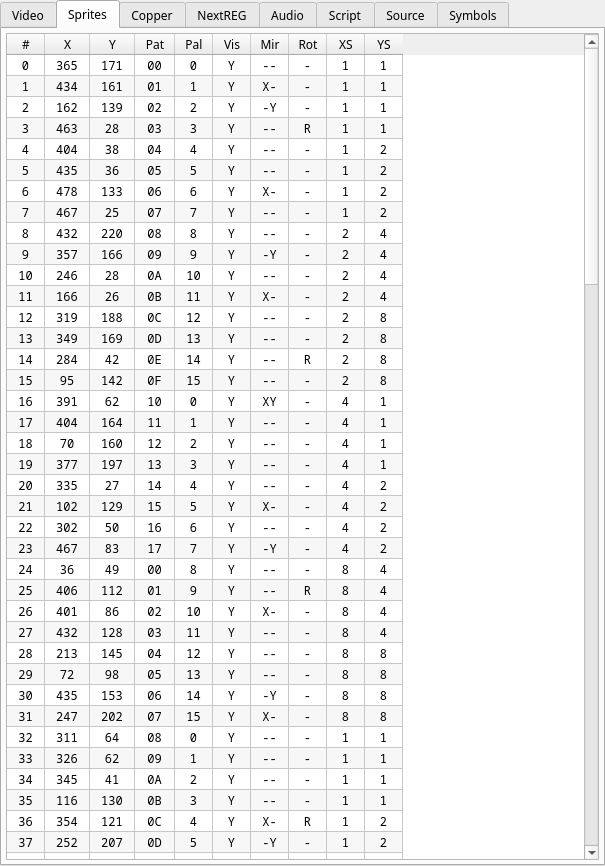 Video Sprites Copper NextREG Audio Script Source Symbols
# X Y Pat Pal Vis Mir Rot XS YS
0 365 171 00 0 Y -- - 1 1
1 434 161 01 1 Y X- - 1 1
2 162 139 02 2 Y -Y - 1 1
3 463 28 03 3 Y -- R 1 1
4 404 38 04 4 Y -- - 1 2
5 435 36 05 5 Y -- - 1 2
6 478 133 06 6 Y X- - 1 2
7 467 25 07 7 Y -- - 1 2
8 432 220 08 8 Y -- - 2 4
9 357 166 09 9 Y -Y - 2 4
10 246 28 0A 10 Y -- - 2 4
11 166 26 0B 11 Y X- - 2 4
12 319 188 0C 12 Y -- - 2 8
13 349 169 0D 13 Y -- - 2 8
14 284 42 0E 14 Y -- R 2 8
15 95 142 0F 15 Y -- - 2 8
16 391 62 10 0 Y XY - 4 1
17 404 164 11 1 Y -- - 4 1
18 70 160 12 2 Y -- - 4 1
19 377 197 13 3 Y -- - 4 1
20 335 27 14 4 Y -- - 4 2
21 102 129 15 5 Y X- - 4 2
22 302 50 16 6 Y -- - 4 2
23 467 83 17 7 Y -Y - 4 2
24 36 49 00 8 Y -- - 8 4
25 406 112 01 9 Y -- R 8 4
26 401 86 02 10 Y X- - 8 4
27 432 128 03 11 Y -- - 8 4
28 213 145 04 12 Y -- - 8 8
29 72 98 05 13 Y -- - 8 8
30 435 153 06 14 Y -Y - 8 8
31 247 202 07 15 Y X- - 8 8
32 311 64 08 0 Y -- - 1 1
33 326 62 09 1 Y -- - 1 1
34 345 41 0A 2 Y -- - 1 1
35 116 130 0B 3 Y -- - 1 1
36 354 121 0C 4 Y X- R 1 2
37 252 207 0D 5 Y -Y - 1 2